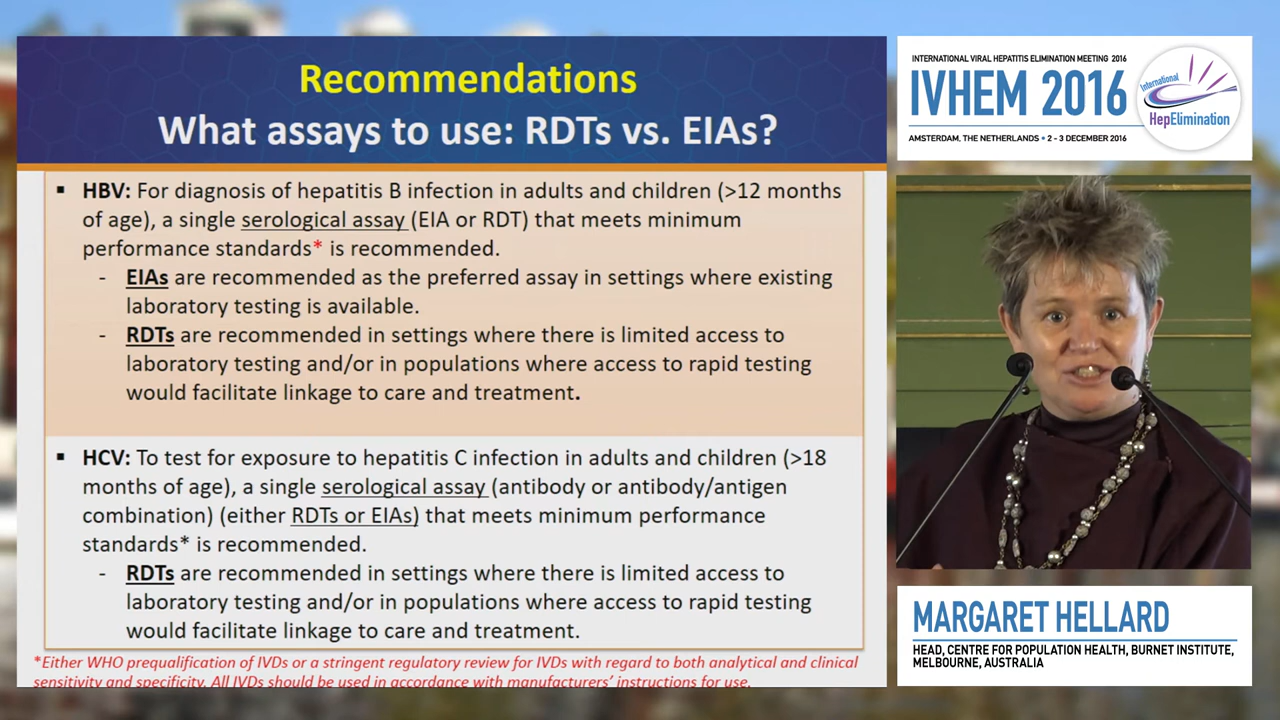 Recommendations
What assays to use: RDTs vs. EIAs?
▪ HBV: For diagnosis of hepatitis B infection in adults and children (>12 months
of age), a single serological assay (EIA or RDT) that meets minimum
performance standards* is recommended.
- EIAs are recommended as the preferred assay in settings where existing
laboratory testing is available.
- RDTs are recommended in settings where there is limited access to
laboratory testing and/or in populations where access to rapid testing
would facilitate linkage to care and treatment.
▪ HCV: To test for exposure to hepatitis C infection in adults and children (>18
months of age), a single serological assay (antibody or antibody/antigen
combination) (either RDTs or EIAs) that meets minimum performance
standards* is recommended.
- RDTs are recommended in settings where there is limited access to
laboratory testing and/or in populations where access to rapid testing
would facilitate linkage to care and treatment.
*Either WHO prequalification of IVDs or a stringent regulatory review for IVDs with regard to both analytical and clinical
sensitivity and specificity. All IVDs should be used in accordance with manufacturers' instructions for use.
INTERNATIONAL VIRAL HEPATITIS ELIMINATION MEETING 2016
IVHEM 2016
AMSTERDAM, THE NETHERLANDS • 2 - 3 DECEMBER 2016
International
HepElimination
MARGARET HELLARD
HEAD, CENTRE FOR POPULATION HEALTH, BURNET INSTITUTE,
MELBOURNE, AUSTRALIA